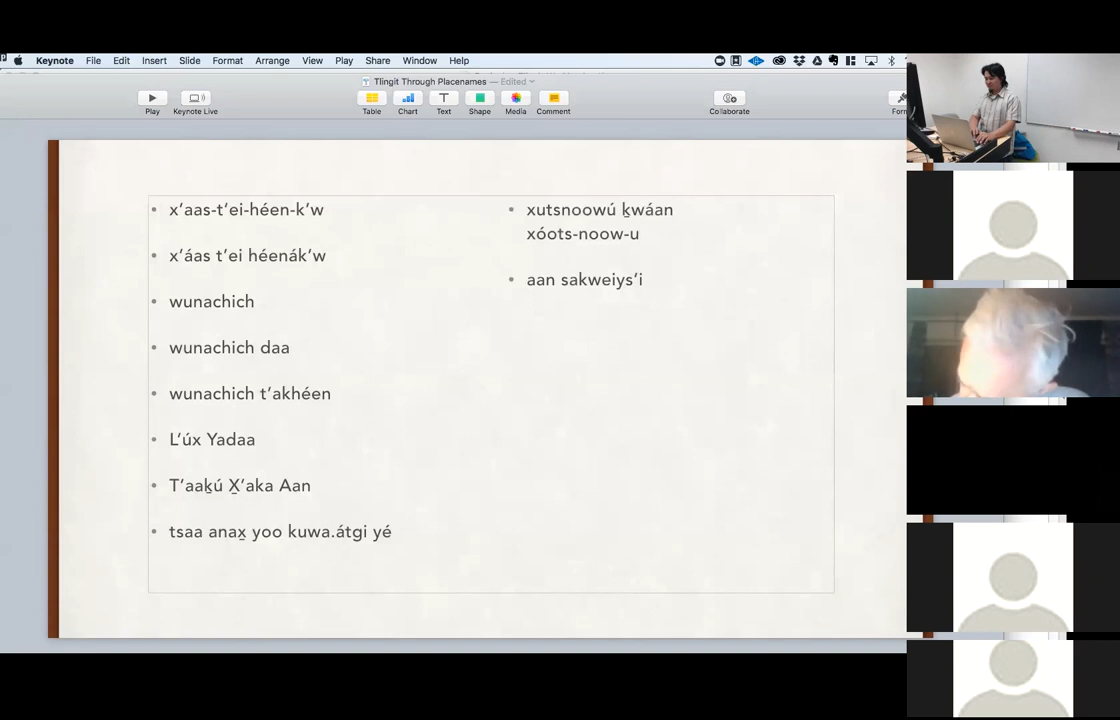 Keynote File Edit Insert Slide Format Arrange View Play Share Window Help
Tlingit Through Placenames — Edited
Play Keynote Live Table Chart Text Shape Media Comment Collaborate
• x’aas-t’ei-héen-k’w
• x’áas t’ei héenák’w
• wunachich
• wunachich daa
• wunachich t’akhéen
• L’úx Yadaa
• T’aaḵú X̱’aka Aan
• tsaa anax̱ yoo kuwa.átgi yé
• xutsnoowú ḵwáan
xóots-noow-u
• aan sakweiys’i